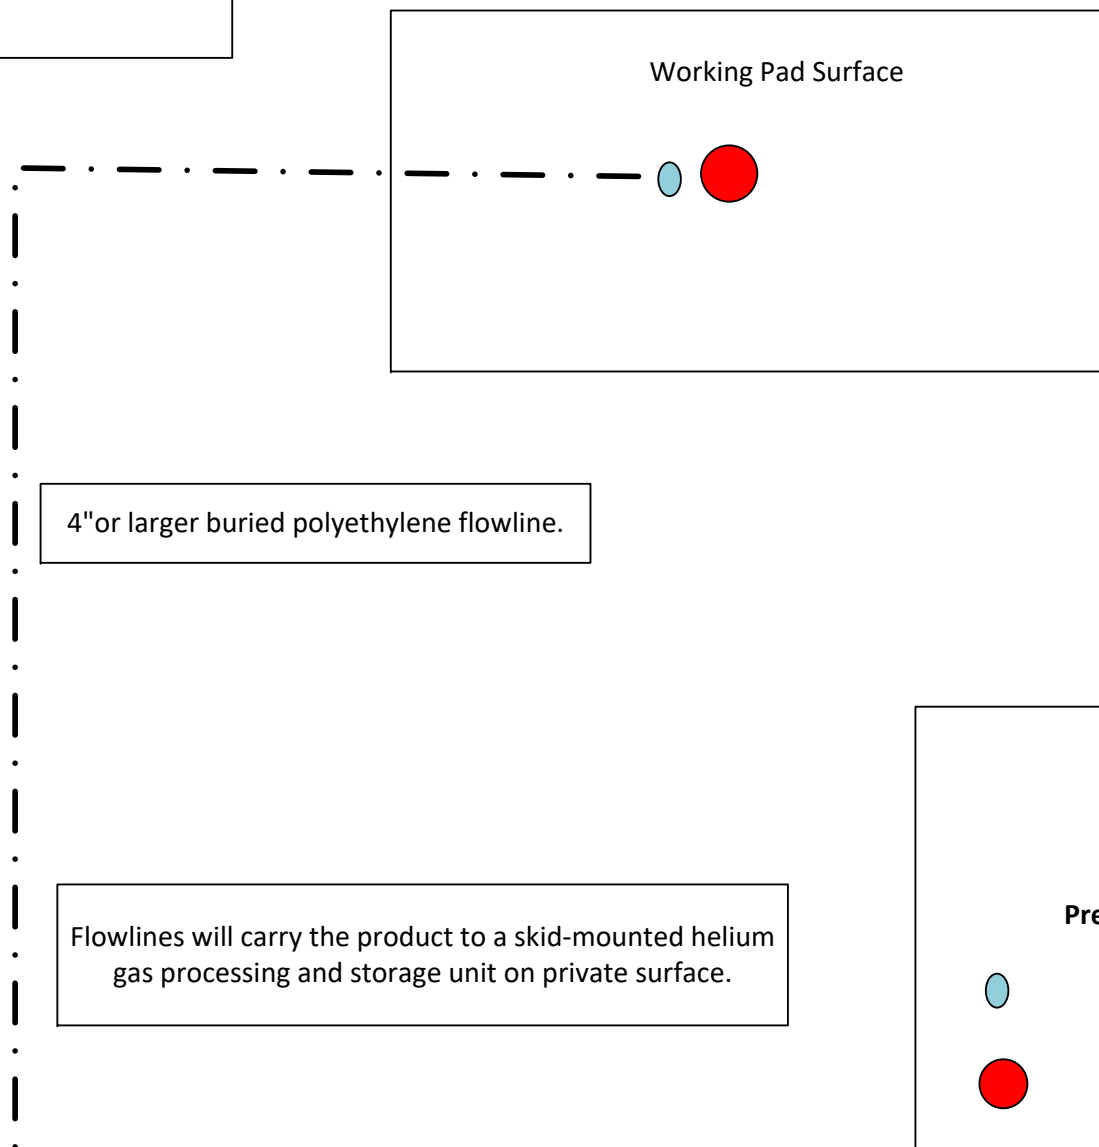 Working Pad Surface
4"or larger buried polyethylene flowline.
Flowlines will carry the product to a skid-mounted helium
gas processing and storage unit on private surface.
Pre